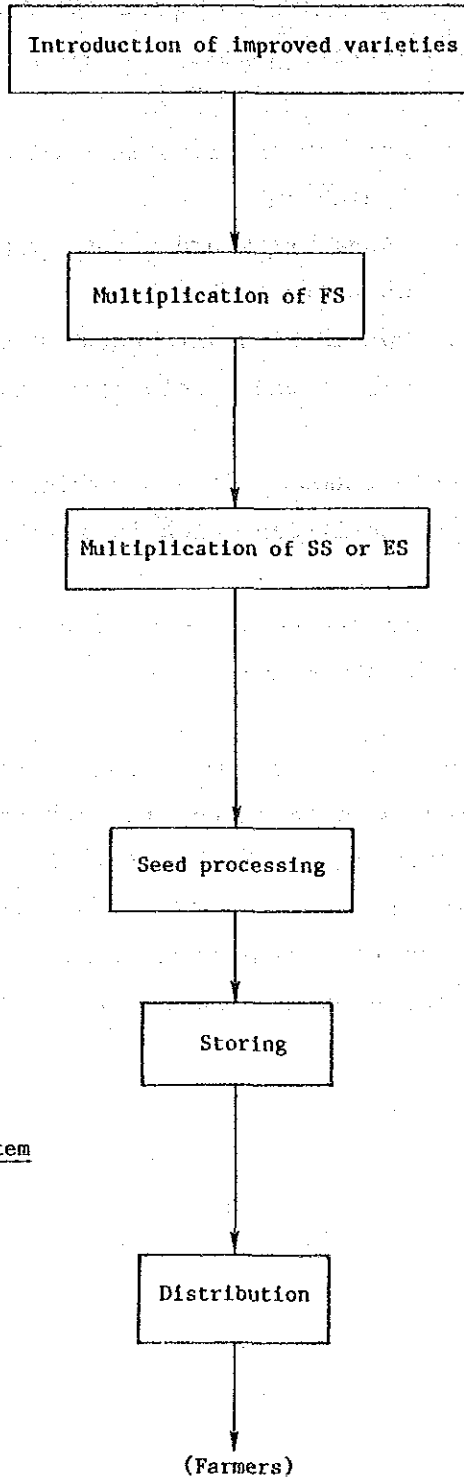 Introduction of improved varieties
Multiplication of FS
Multiplication of SS or ES
Seed processing
Storing
tem
Distribution
(Farmers)